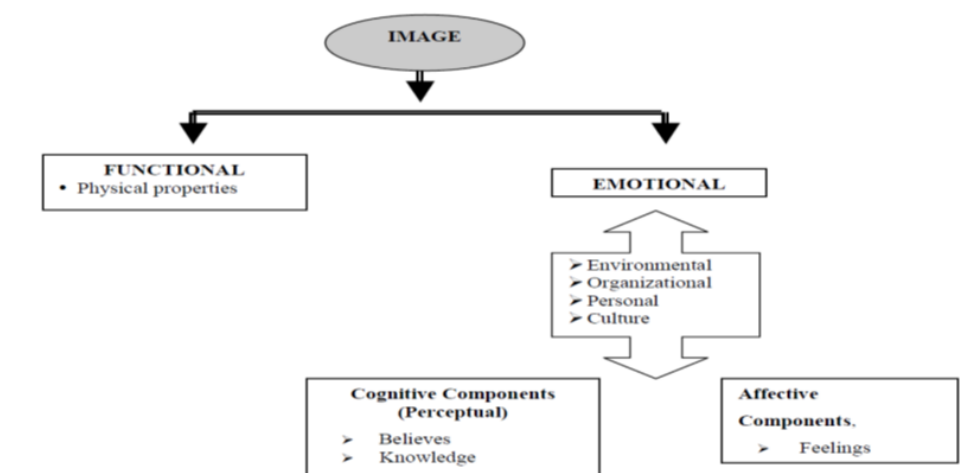 IMAGE
FUNCTIONAL
• Physical properties
EMOTIONAL
➢ Environmental
➢ Organizational
➢ Personal
➢ Culture
Cognitive Components
(Perceptual)
➢ Believes
➢ Knowledge
Affective
Components,
➢ Feelings